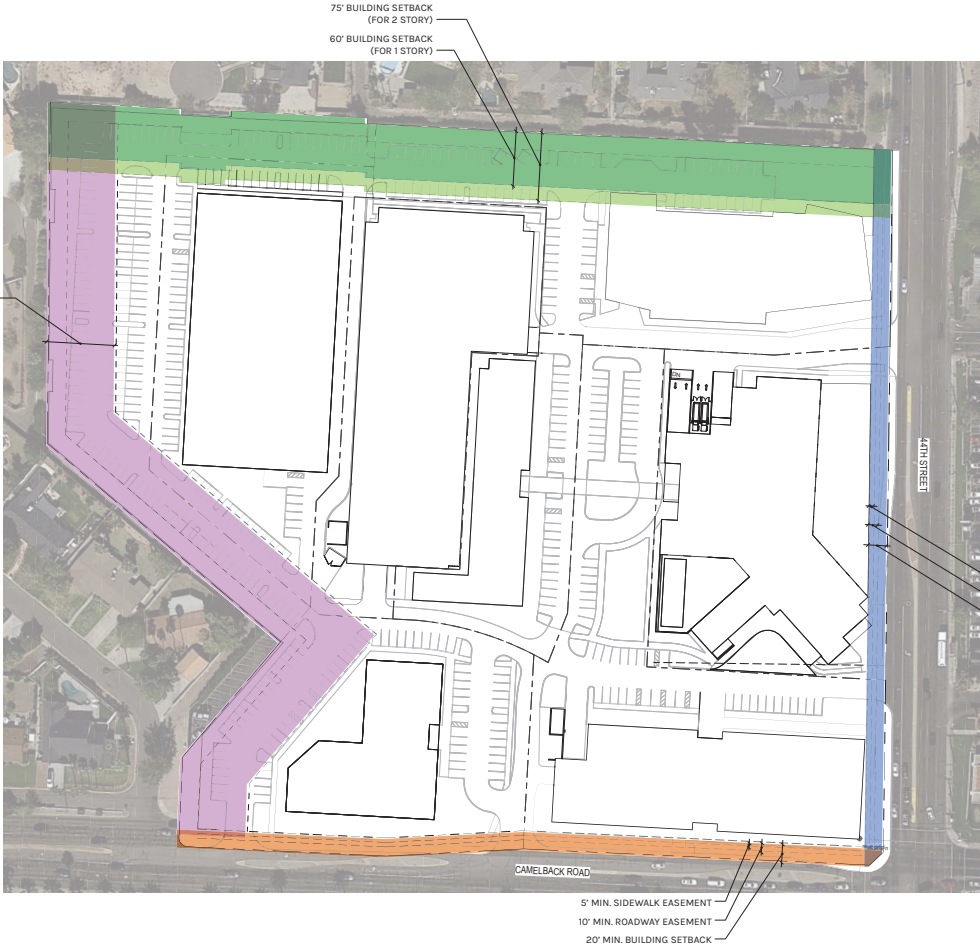 75' BUILDING SETBACK
(FOR 2 STORY)
60' BUILDING SETBACK
(FOR 1 STORY)
DN
44TH STREET
CAMELBACK ROAD
5' MIN. SIDEWALK EASEMENT
10' MIN. ROADWAY EASEMENT
20' MIN. BUILDING SETBACK